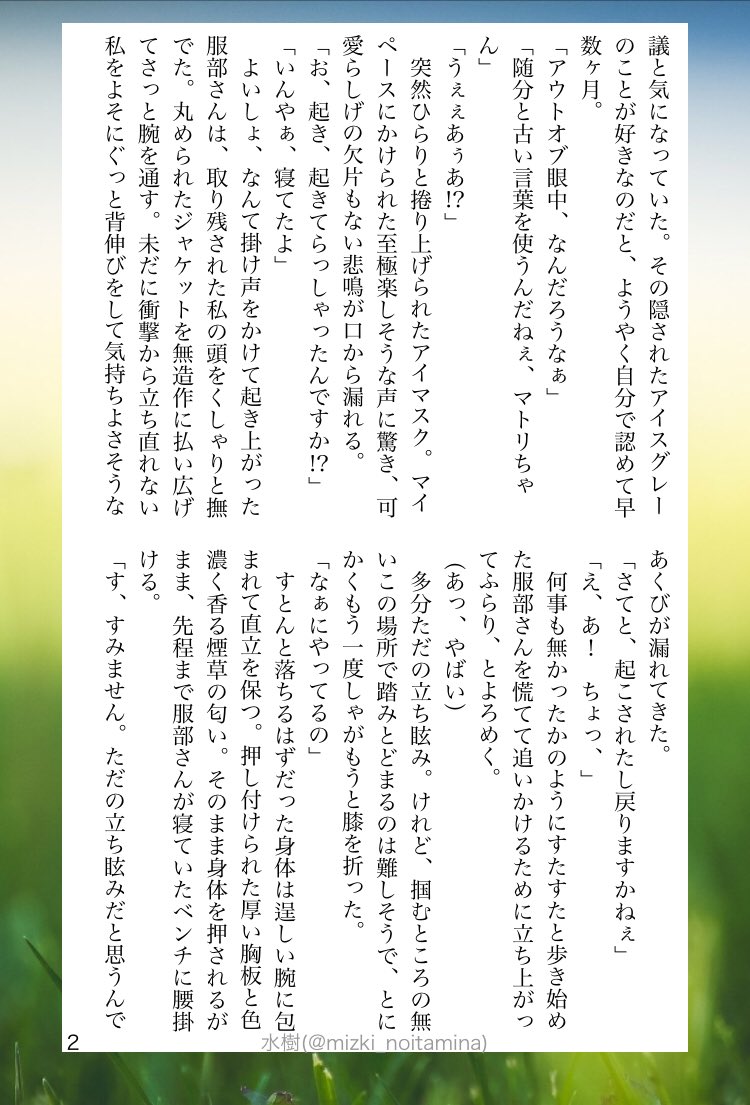 議と気になっていた。その隠されたアイスグレー
のことが好きなのだと、ようやく自分で認めて早
数ヶ月。
「アウトオブ眼中、なんだろうなぁ」
「随分と古い言葉を使うんだねぇ、マトリちゃ
ん」
「うぇぇあぅあ!?」
　突然ひらりと捲り上げられたアイマスク。マイ
ペースにかけられた至極楽しそうな声に驚き、可
愛らしげの欠片もない悲鳴が口から漏れる。
「お、起き、起きてらっしゃったんですか!?」
「いんやぁ、寝てたよ」
　よいしょ、なんて掛け声をかけて起き上がった
服部さんは、取り残された私の頭をくしゃりと撫
でた。丸められたジャケットを無造作に払い広げ
てさっと腕を通す。未だに衝撃から立ち直れない
私をよそにぐっと背伸びをして気持ちよさそうな
あくびが漏れてきた。
「さてと、起こされたし戻りますかねぇ」
「え、あ！　ちょっ、」
　何事も無かったかのようにすたすたと歩き始め
た服部さんを慌てて追いかけるために立ち上がっ
てふらり、とよろめく。
(あっ、やばい)
　多分ただの立ち眩み。けれど、掴むところの無
いこの場所で踏みとどまるのは難しそうで、とに
かくもう一度しゃがもうと膝を折った。
「なぁにやってるの」
　すとんと落ちるはずだった身体は逞しい腕に包
まれて直立を保つ。押し付けられた厚い胸板と色
濃く香る煙草の匂い。そのまま身体を押されるが
まま、先程まで服部さんが寝ていたベンチに腰掛
ける。
「す、すみません。ただの立ち眩みだと思うんで
2
水樹(@mizki_noitamina)